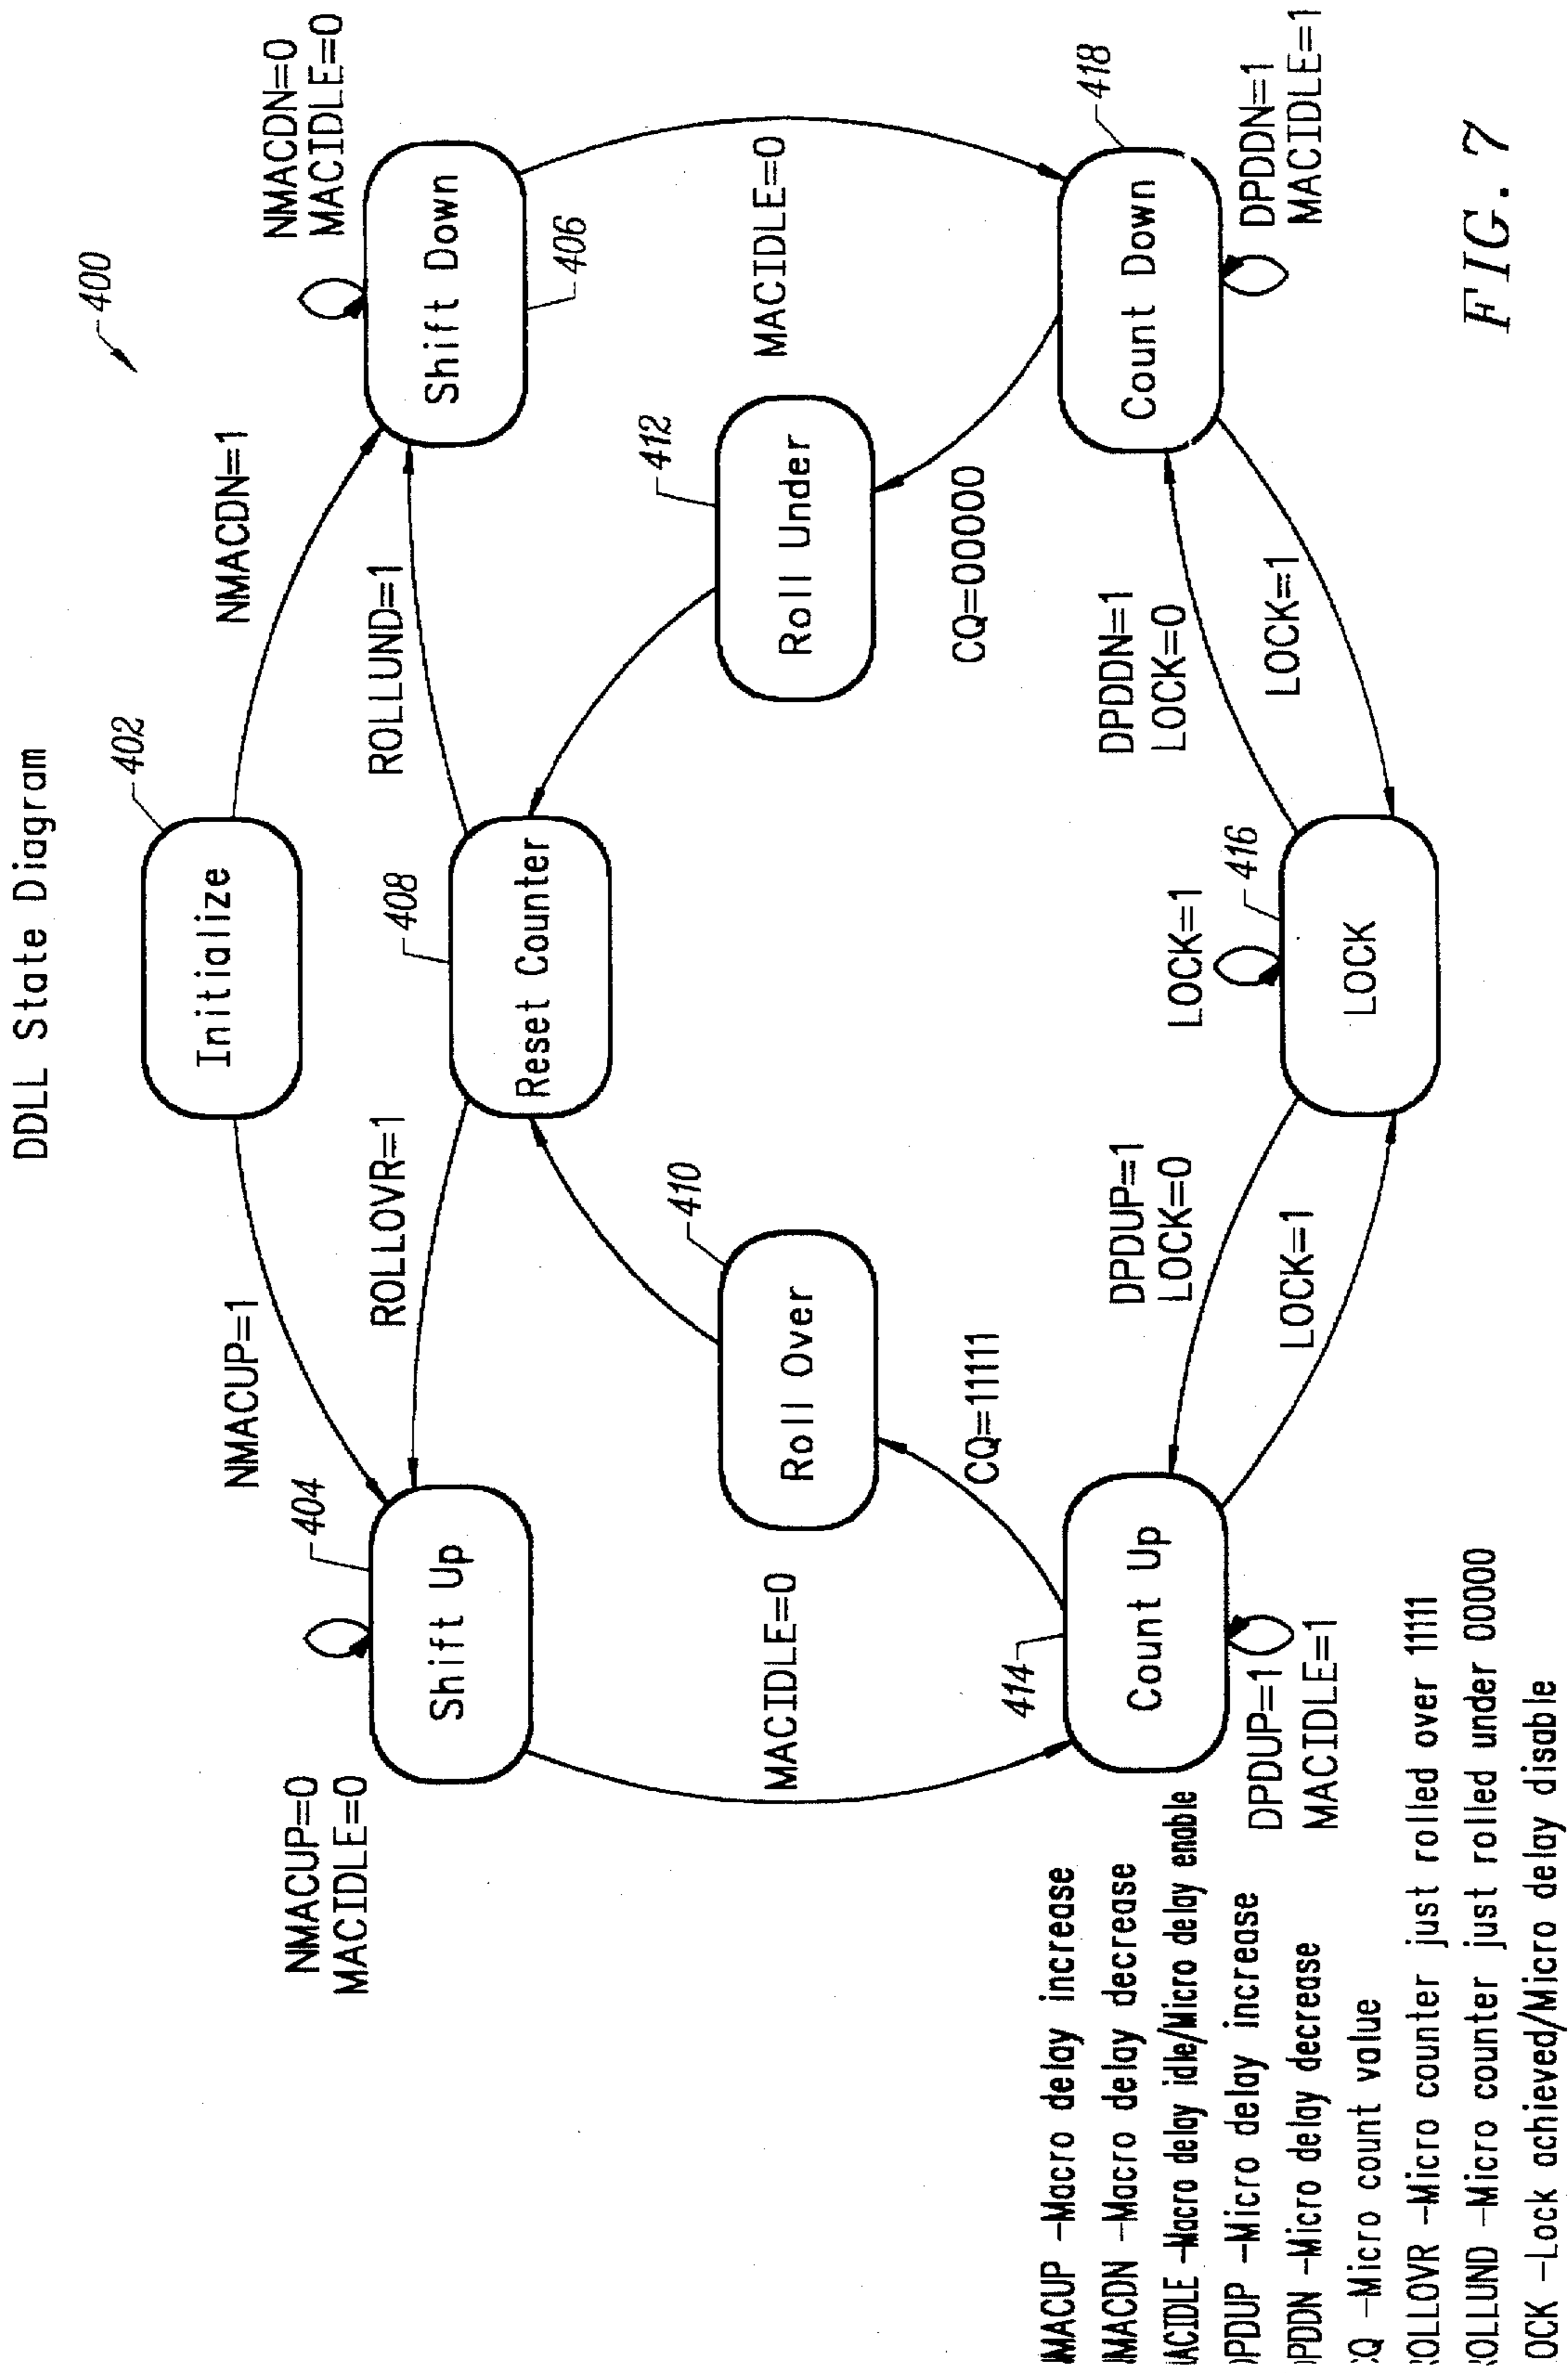 DDLL State Diagram
400
402
Initialize
NMACUP=1
NMACDN=1
NMACUP=0
MACIDLE=0
404
Shift Up
NMACDN=0
MACIDLE=0
Shift Down
406
ROLLOVR=1
408
ROLLUND=1
Reset Counter
410
Roll Over
412
Roll Under
MACIDLE=0
MACIDLE=0
CQ=11111
CQ=00000
414
Count Up
DPDUP=1
MACIDLE=1
DPDUP=1
LOCK=0
LOCK=1
LOCK=1
416
LOCK
DPDDN=1
LOCK=0
LOCK=1
418
Count Down
DPDDN=1
MACIDLE=1
MACUP -Macro delay increase
MACDN -Macro delay decrease
ACIDLE -Macro delay idle/Micro delay enable
PDUP -Micro delay increase
PDDN -Micro delay decrease
Q -Micro count value
OLLOVR -Micro counter just rolled over 11111
OLLUND -Micro counter just rolled under 00000
OCK -Lock achieved/Micro delay disable
FIG. 7